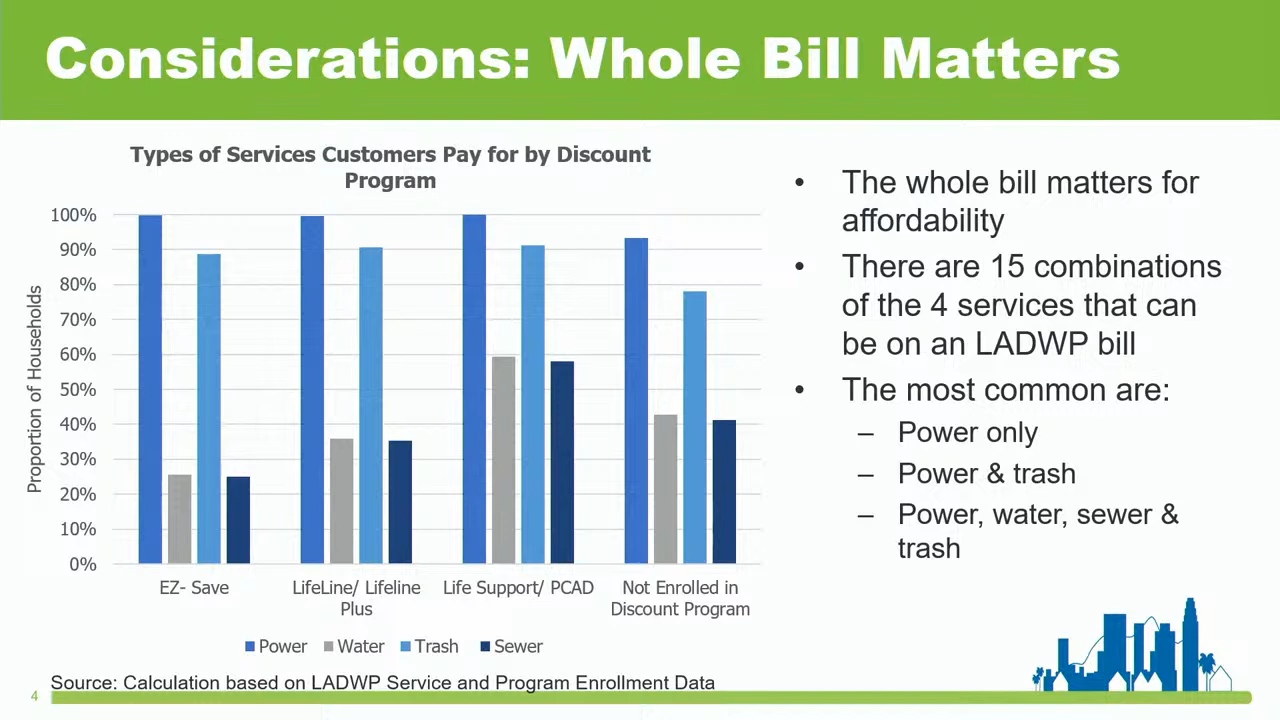 Considerations: Whole Bill Matters
Types of Services Customers Pay for by Discount
Program
Proportion of Households
100%
90%
80%
70%
60%
50%
40%
30%
20%
10%
0%
EZ- Save
LifeLine/ Lifeline
Plus
Life Support/ PCAD
Not Enrolled in
Discount Program
Power
Water
Trash
Sewer
• The whole bill matters for
affordability
• There are 15 combinations
of the 4 services that can
be on an LADWP bill
• The most common are:
– Power only
– Power & trash
– Power, water, sewer &
trash
Source: Calculation based on LADWP Service and Program Enrollment Data
4